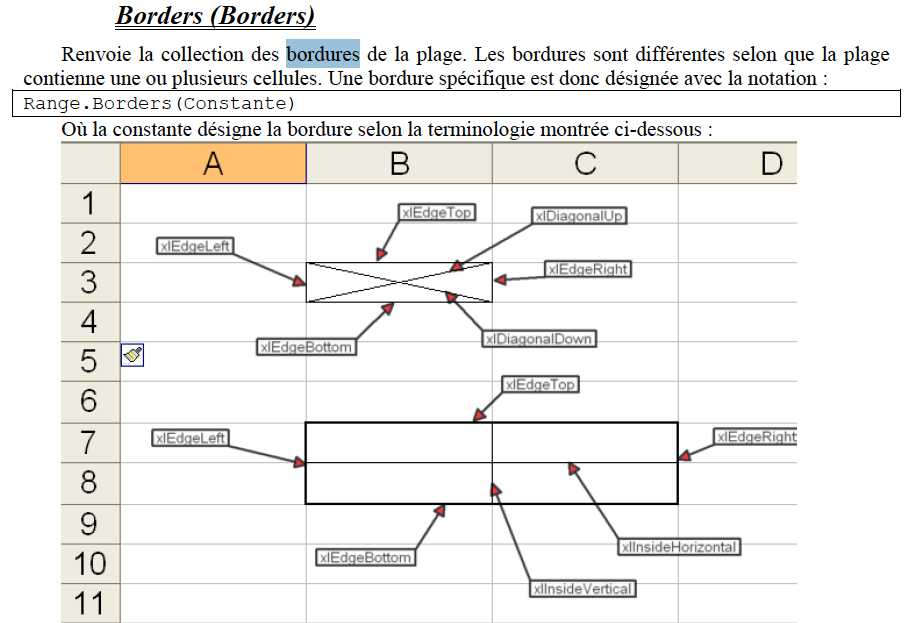 Borders (Borders)
Renvoie la collection des bordures de la plage. Les bordures sont différentes selon que la plage
contienne une ou plusieurs cellules. Une bordure spécifique est donc désignée avec la notation :
Range.Borders(Constante)
Où la constante désigne la bordure selon la terminologie montrée ci-dessous :
A B C D
1
xlEdgeTop xlDiagonalUp
2
xlEdgeLeft
xlEdgeRight
3
4
xlDiagonalDown
xlEdgeBottom
5
xlEdgeTop
6
7
xlEdgeLeft xlEdgeRight
8
9
xlInsideHorizontal
10
xlEdgeBottom
xlInsideVertical
11